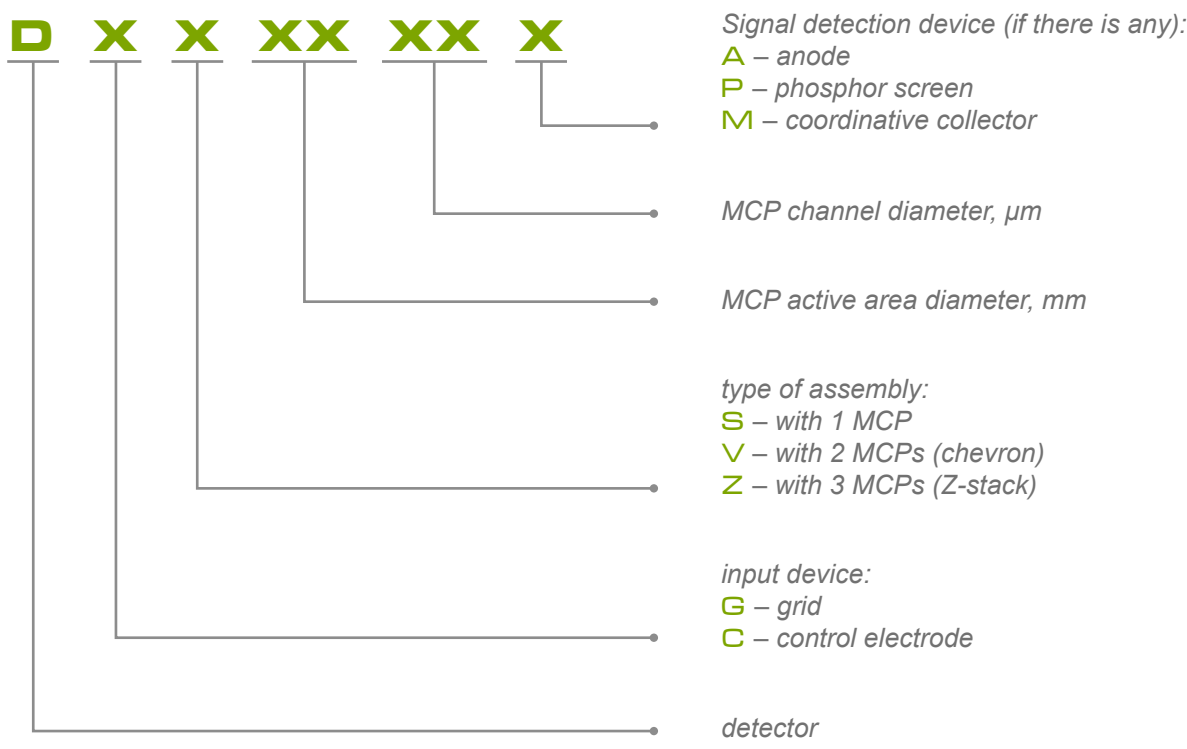 D X X XX XX X
Signal detection device (if there is any):
A – anode
P – phosphor screen
M – coordinative collector
MCP channel diameter, µm
MCP active area diameter, mm
type of assembly:
S – with 1 MCP
V – with 2 MCPs (chevron)
Z – with 3 MCPs (Z-stack)
input device:
G – grid
C – control electrode
detector